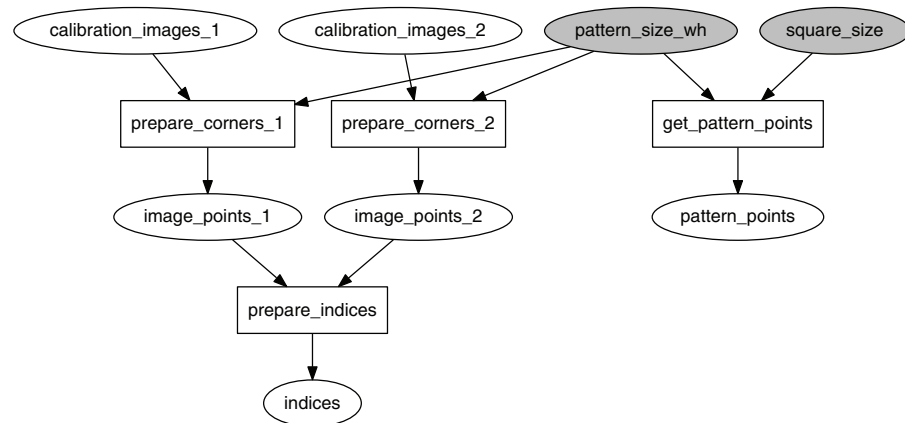 calibration_images_1
calibration_images_2
pattern_size_wh
square_size
prepare_corners_1
prepare_corners_2
get_pattern_points
image_points_1
image_points_2
pattern_points
prepare_indices
indices